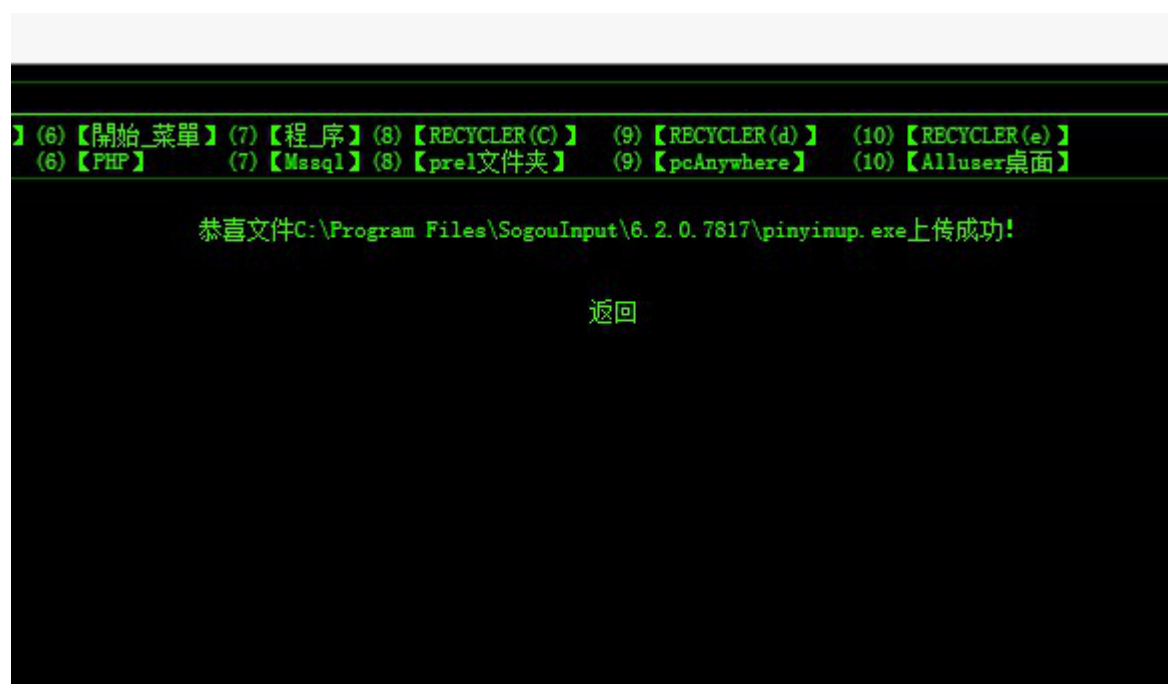 】(6)【開始_菜單】(7)【程_序】(8)【RECYCLER(C)】 (9)【RECYCLER(d)】 (10)【RECYCLER(e)】
(6)【PHP】 (7)【Mssql】(8)【prel文件夹】 (9)【pcAnywhere】 (10)【Alluser桌面】
恭喜文件C:\Program Files\SogouInput\6.2.0.7817\pinyinup.exe上传成功!
返回